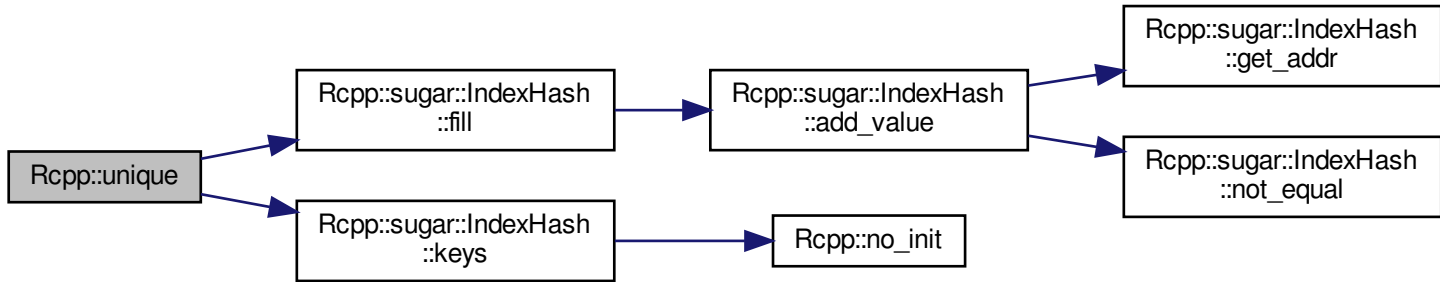 Rcpp::unique
Rcpp::sugar::IndexHash
::fill
Rcpp::sugar::IndexHash
::keys
Rcpp::sugar::IndexHash
::add_value
Rcpp::no_init
Rcpp::sugar::IndexHash
::get_addr
Rcpp::sugar::IndexHash
::not_equal